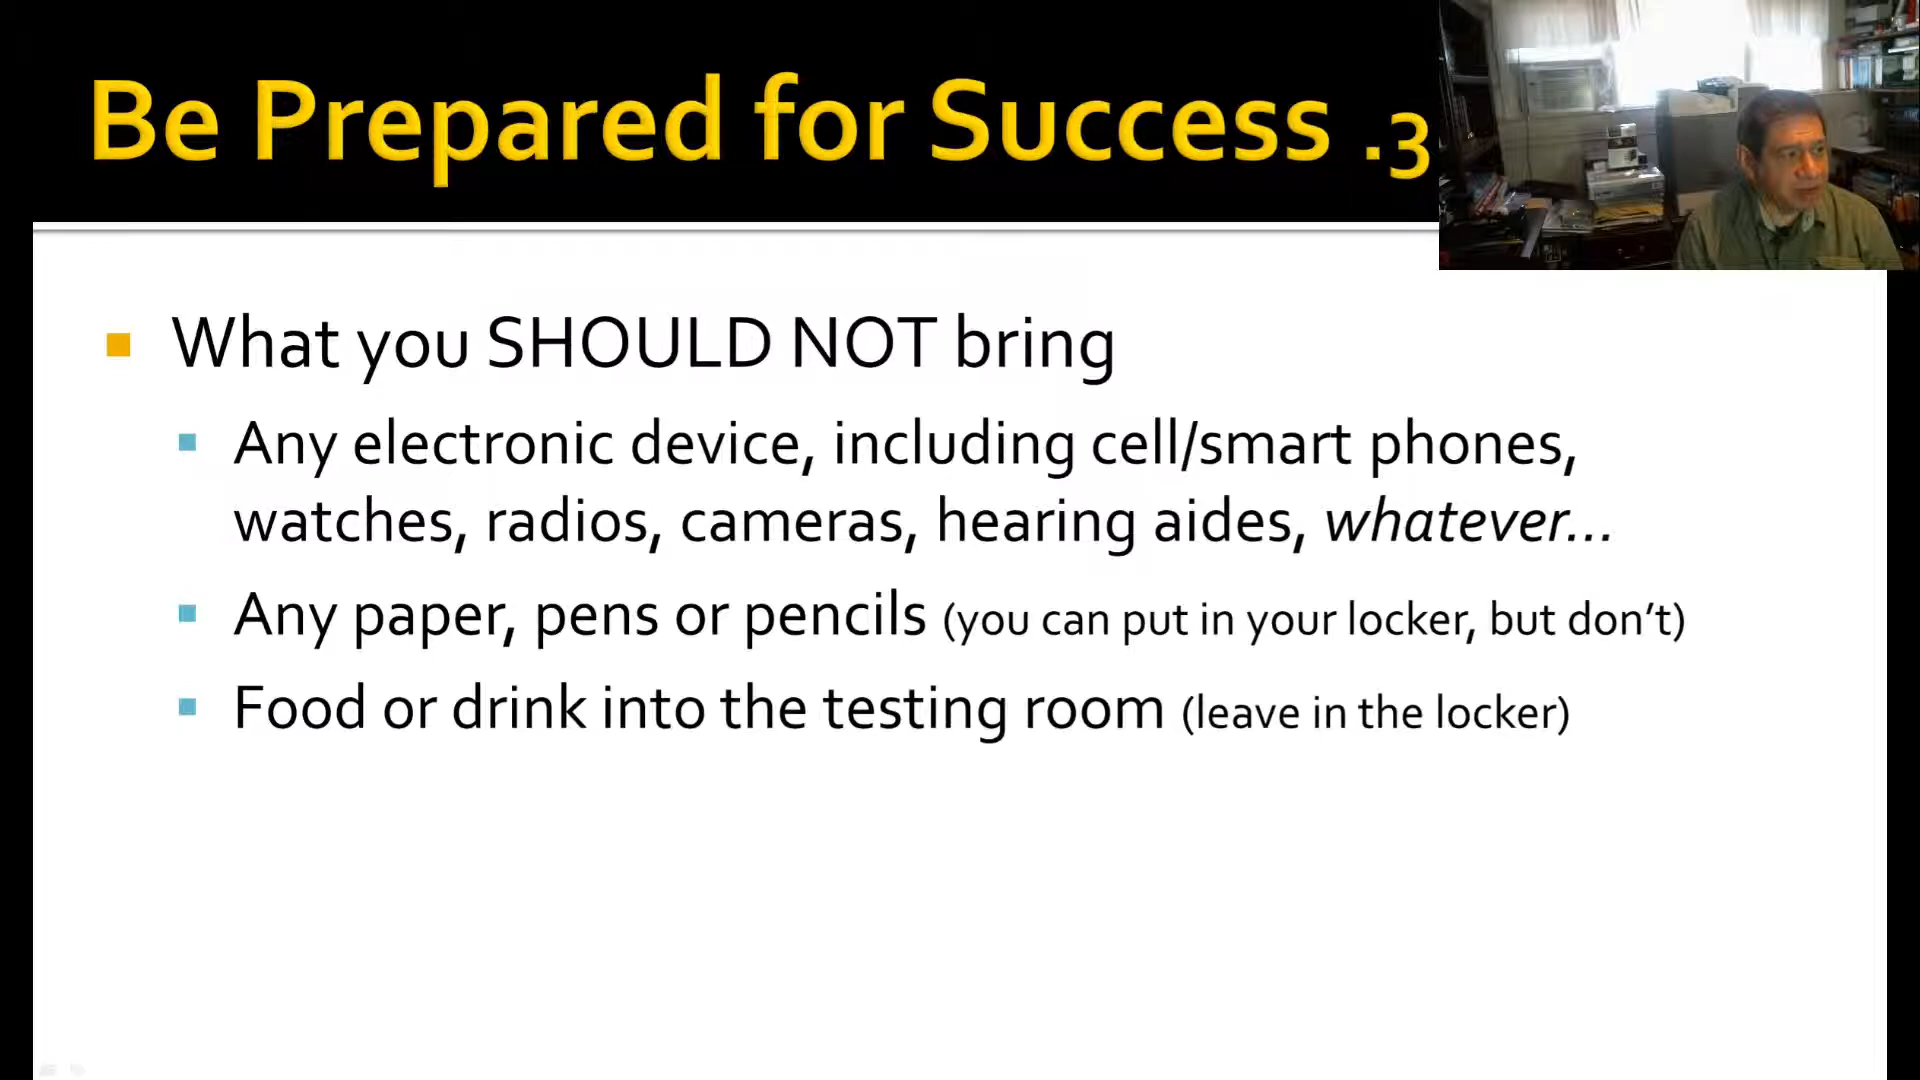 Be Prepared for Success .3
What you SHOULD NOT bring
Any electronic device, including cell/smart phones,
watches, radios, cameras, hearing aides, whatever...
Any paper, pens or pencils (you can put in your locker, but don't)
Food or drink into the testing room (leave in the locker)